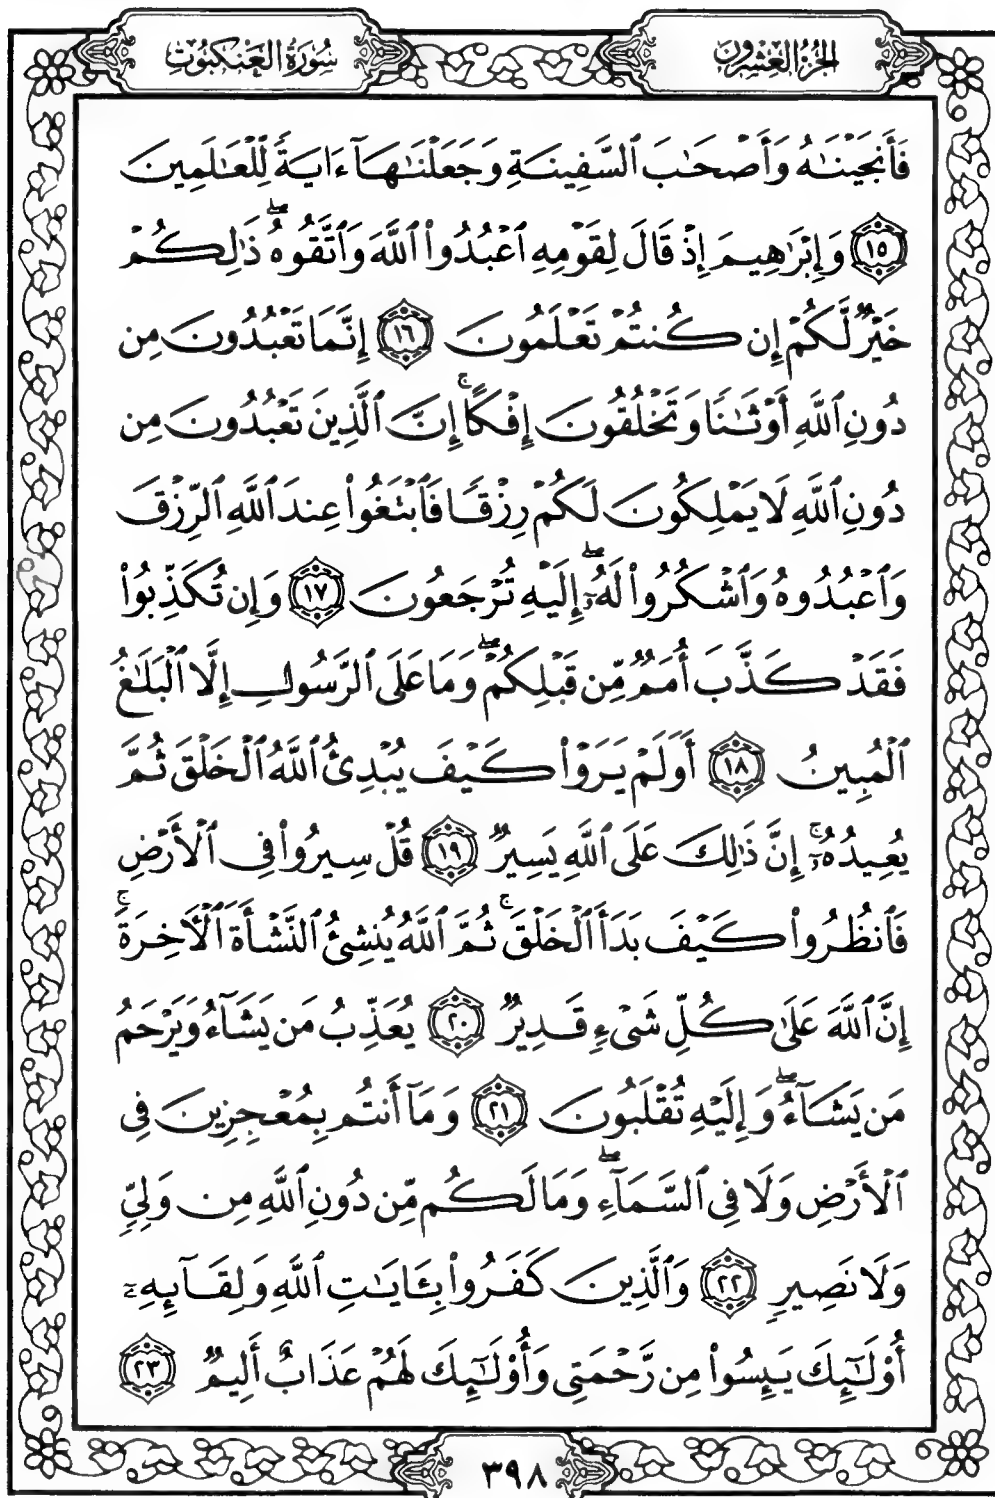 الجزء العشرون
سورة العنكبوت
فَأَنجَيْنَٰهُ وَأَصْحَٰبَ ٱلسَّفِينَةِ وَجَعَلْنَٰهَآ ءَايَةً لِّلْعَٰلَمِينَ
١٥ وَإِبْرَٰهِيمَ إِذْ قَالَ لِقَوْمِهِ ٱعْبُدُوا۟ ٱللَّهَ وَٱتَّقُوهُ ۖ ذَٰلِكُمْ
خَيْرٌ لَّكُمْ إِن كُنتُمْ تَعْلَمُونَ ١٦ إِنَّمَا تَعْبُدُونَ مِن
دُونِ ٱللَّهِ أَوْثَٰنًا وَتَخْلُقُونَ إِفْكًا ۚ إِنَّ ٱلَّذِينَ تَعْبُدُونَ مِن
دُونِ ٱللَّهِ لَا يَمْلِكُونَ لَكُمْ رِزْقًا فَٱبْتَغُوا۟ عِندَ ٱللَّهِ ٱلرِّزْقَ
وَٱعْبُدُوهُ وَٱشْكُرُوا۟ لَهُۥٓ ۖ إِلَيْهِ تُرْجَعُونَ ١٧ وَإِن تُكَذِّبُوا۟
فَقَدْ كَذَّبَ أُمَمٌ مِّن قَبْلِكُمْ ۖ وَمَا عَلَى ٱلرَّسُولِ إِلَّا ٱلْبَلَٰغُ
ٱلْمُبِينُ ١٨ أَوَلَمْ يَرَوْا۟ كَيْفَ يُبْدِئُ ٱللَّهُ ٱلْخَلْقَ ثُمَّ
يُعِيدُهُۥٓ ۚ إِنَّ ذَٰلِكَ عَلَى ٱللَّهِ يَسِيرٌ ١٩ قُلْ سِيرُوا۟ فِى ٱلْأَرْضِ
فَٱنظُرُوا۟ كَيْفَ بَدَأَ ٱلْخَلْقَ ۚ ثُمَّ ٱللَّهُ يُنشِئُ ٱلنَّشْأَةَ ٱلْـَٔاخِرَةَ ۚ
إِنَّ ٱللَّهَ عَلَىٰ كُلِّ شَىْءٍ قَدِيرٌ ٢٠ يُعَذِّبُ مَن يَشَآءُ وَيَرْحَمُ
مَن يَشَآءُ ۖ وَإِلَيْهِ تُقْلَبُونَ ٢١ وَمَآ أَنتُم بِمُعْجِزِينَ فِى
ٱلْأَرْضِ وَلَا فِى ٱلسَّمَآءِ ۖ وَمَا لَكُم مِّن دُونِ ٱللَّهِ مِن وَلِىٍّ
وَلَا نَصِيرٍ ٢٢ وَٱلَّذِينَ كَفَرُوا۟ بِـَٔايَٰتِ ٱللَّهِ وَلِقَآئِهِۦٓ
أُو۟لَٰٓئِكَ يَئِسُوا۟ مِن رَّحْمَتِى وَأُو۟لَٰٓئِكَ لَهُمْ عَذَابٌ أَلِيمٌ ٢٣
٣٩٨